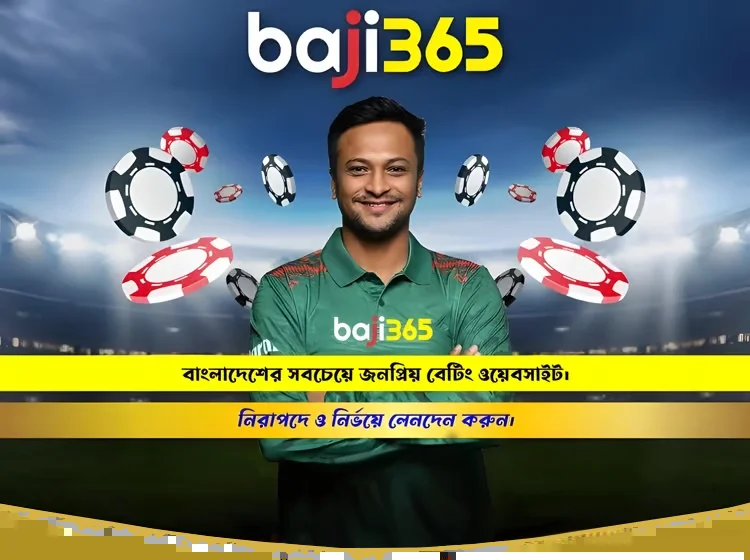 baji365
baji365
বাংলাদেশের সবচেয়ে জনপ্রিয় বেটিং ওয়েবসাইট।
নিরাপদে ও নির্ভয়ে লেনদেন করুন।